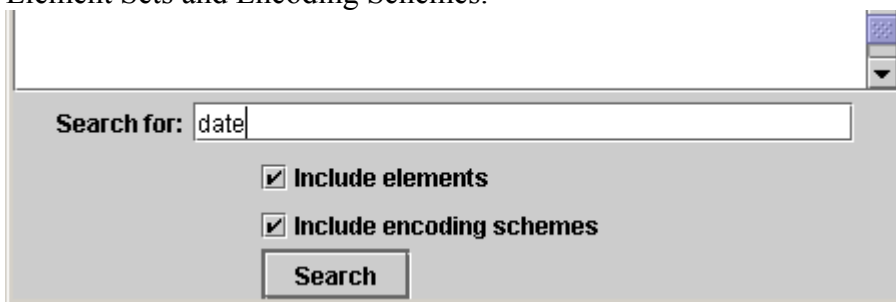 Element Sets and Encoding Schemes.
Search for: date
Include elements
Include encoding schemes
Search